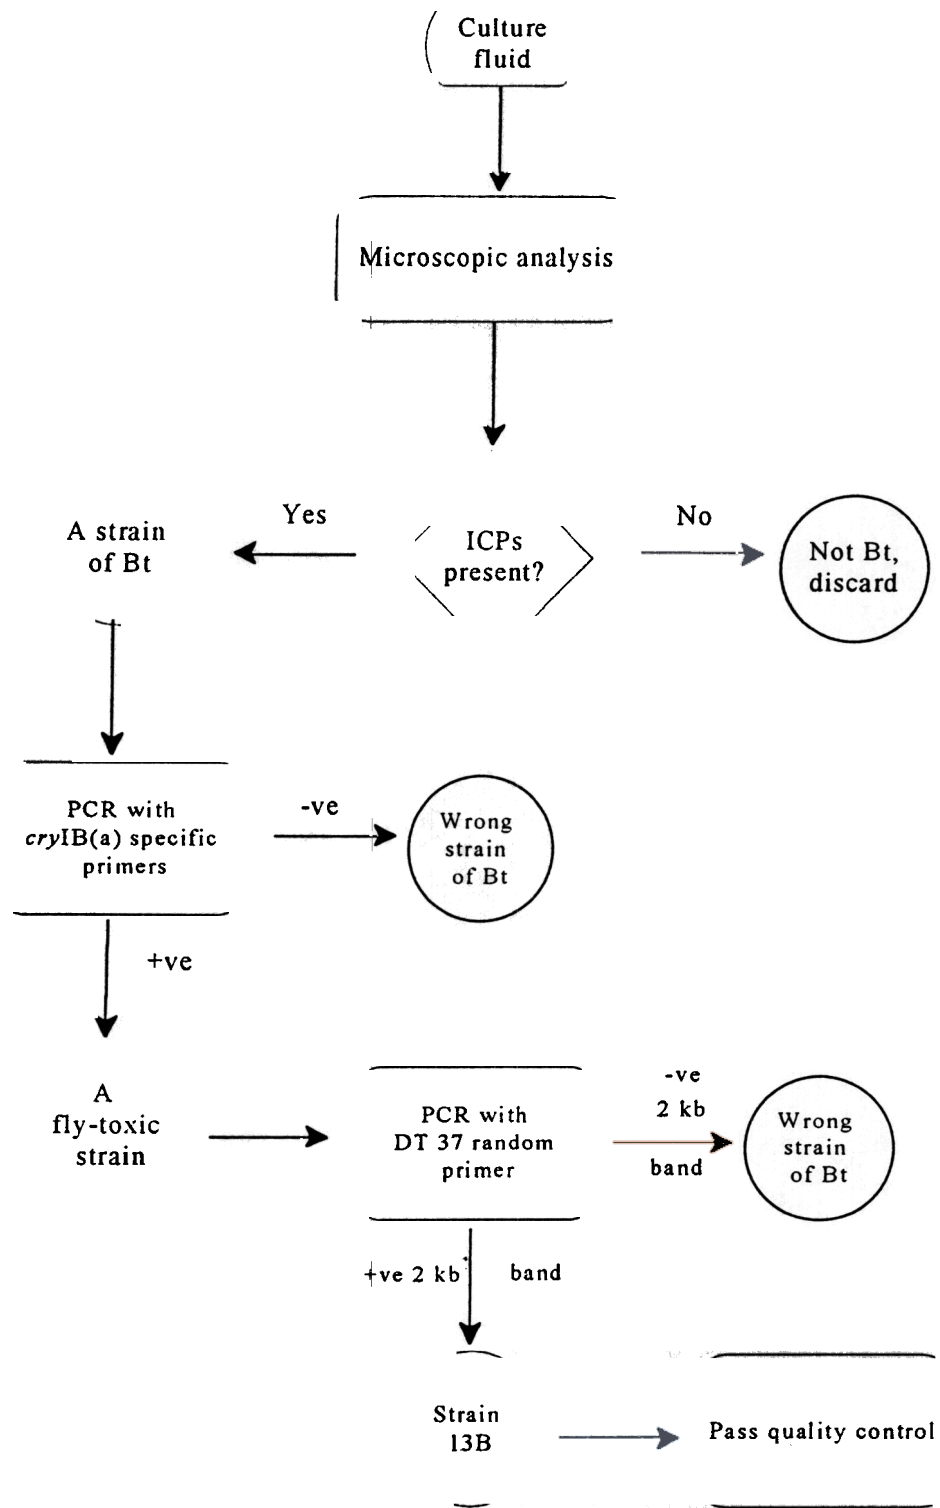 Culture
fluid
Microscopic analysis
Yes
No
A strain
of Bt
ICPs
present?
Not Bt,
discard
PCR with
cryIB(a) specific
primers
-ve
Wrong
strain
of Bt
+ve
A
fly-toxic
strain
PCR with
DT 37 random
primer
-ve
2 kb
band
Wrong
strain
of Bt
+ve 2 kb band
Strain
13B
Pass quality control